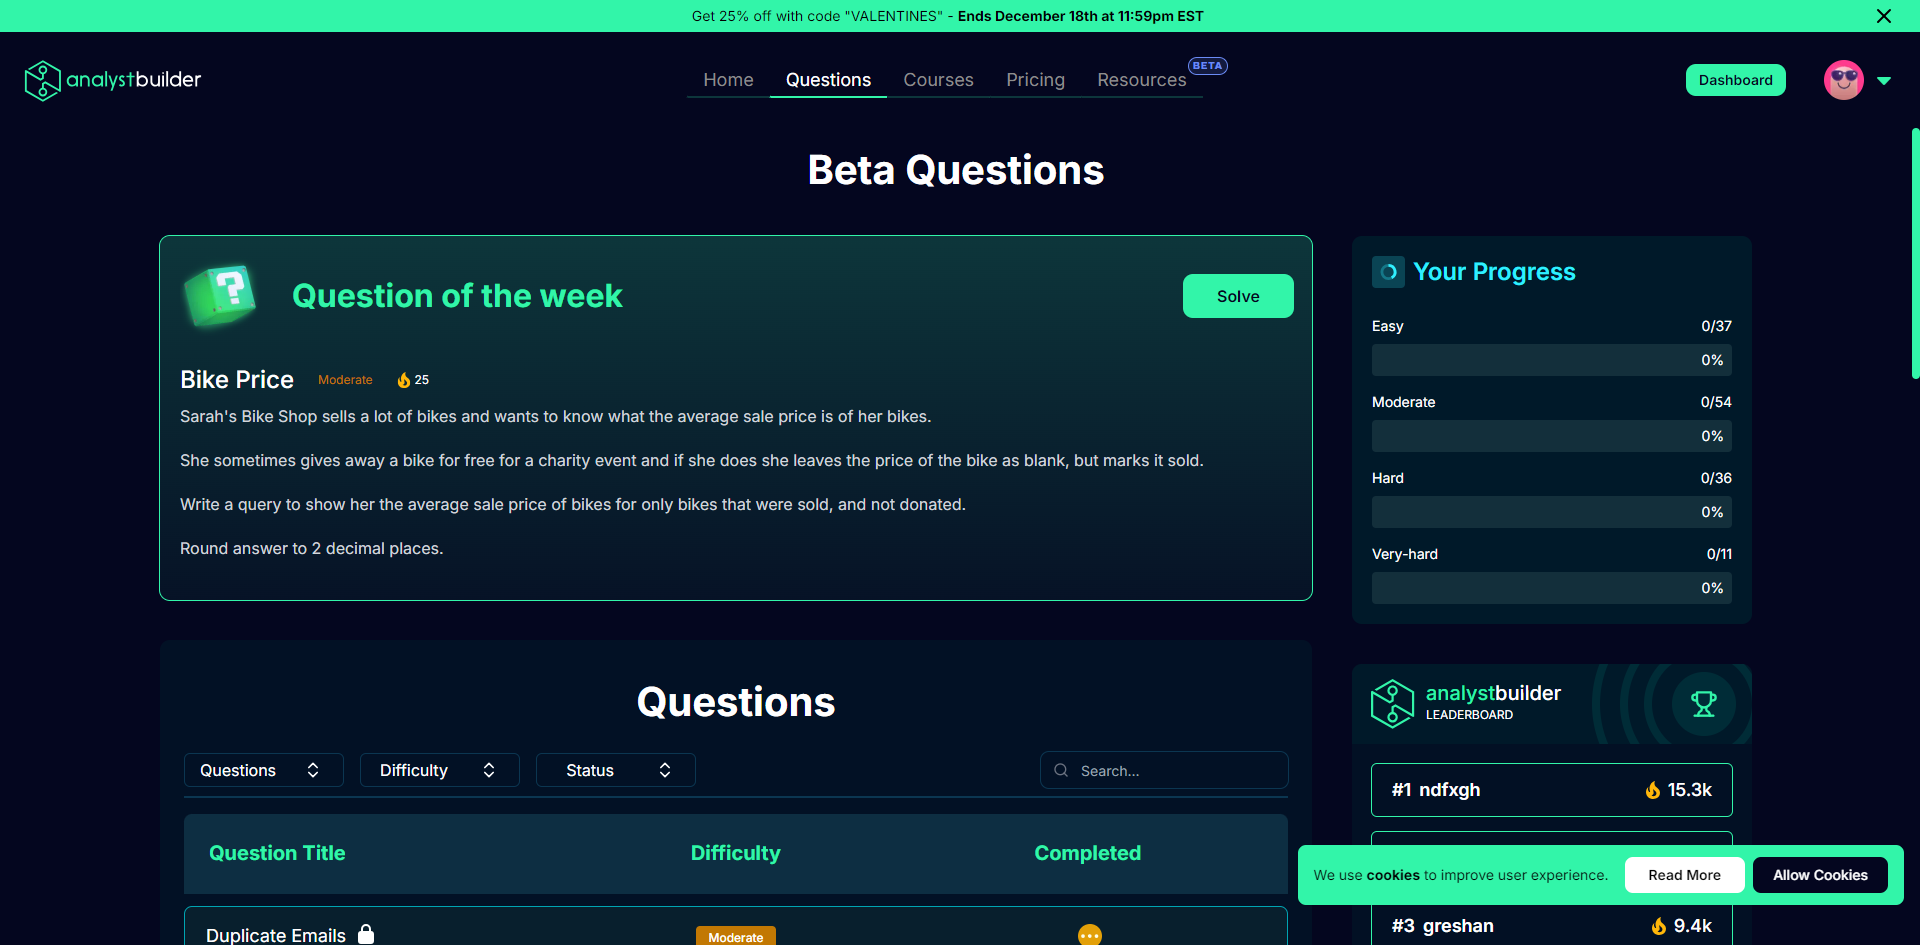 Get 25% off with code "VALENTINES" - Ends December 18th at 11:59pm EST
analystbuilder
Home
Questions
Courses
Pricing
Resources
BETA
Dashboard
Beta Questions
Question of the week
Solve
Bike Price
Moderate
25
Sarah's Bike Shop sells a lot of bikes and wants to know what the average sale price is of her bikes.
She sometimes gives away a bike for free for a charity event and if she does she leaves the price of the bike as blank, but marks it sold.
Write a query to show her the average sale price of bikes for only bikes that were sold, and not donated.
Round answer to 2 decimal places.
Your Progress
Easy 0/37
0%
Moderate 0/54
0%
Hard 0/36
0%
Very-hard 0/11
0%
Questions
Questions
Difficulty
Status
Search...
Question Title Difficulty Completed
Duplicate Emails Moderate
analystbuilder
LEADERBOARD
#1 ndfxgh 15.3k
#3 greshan 9.4k
We use cookies to improve user experience.
Read More
Allow Cookies